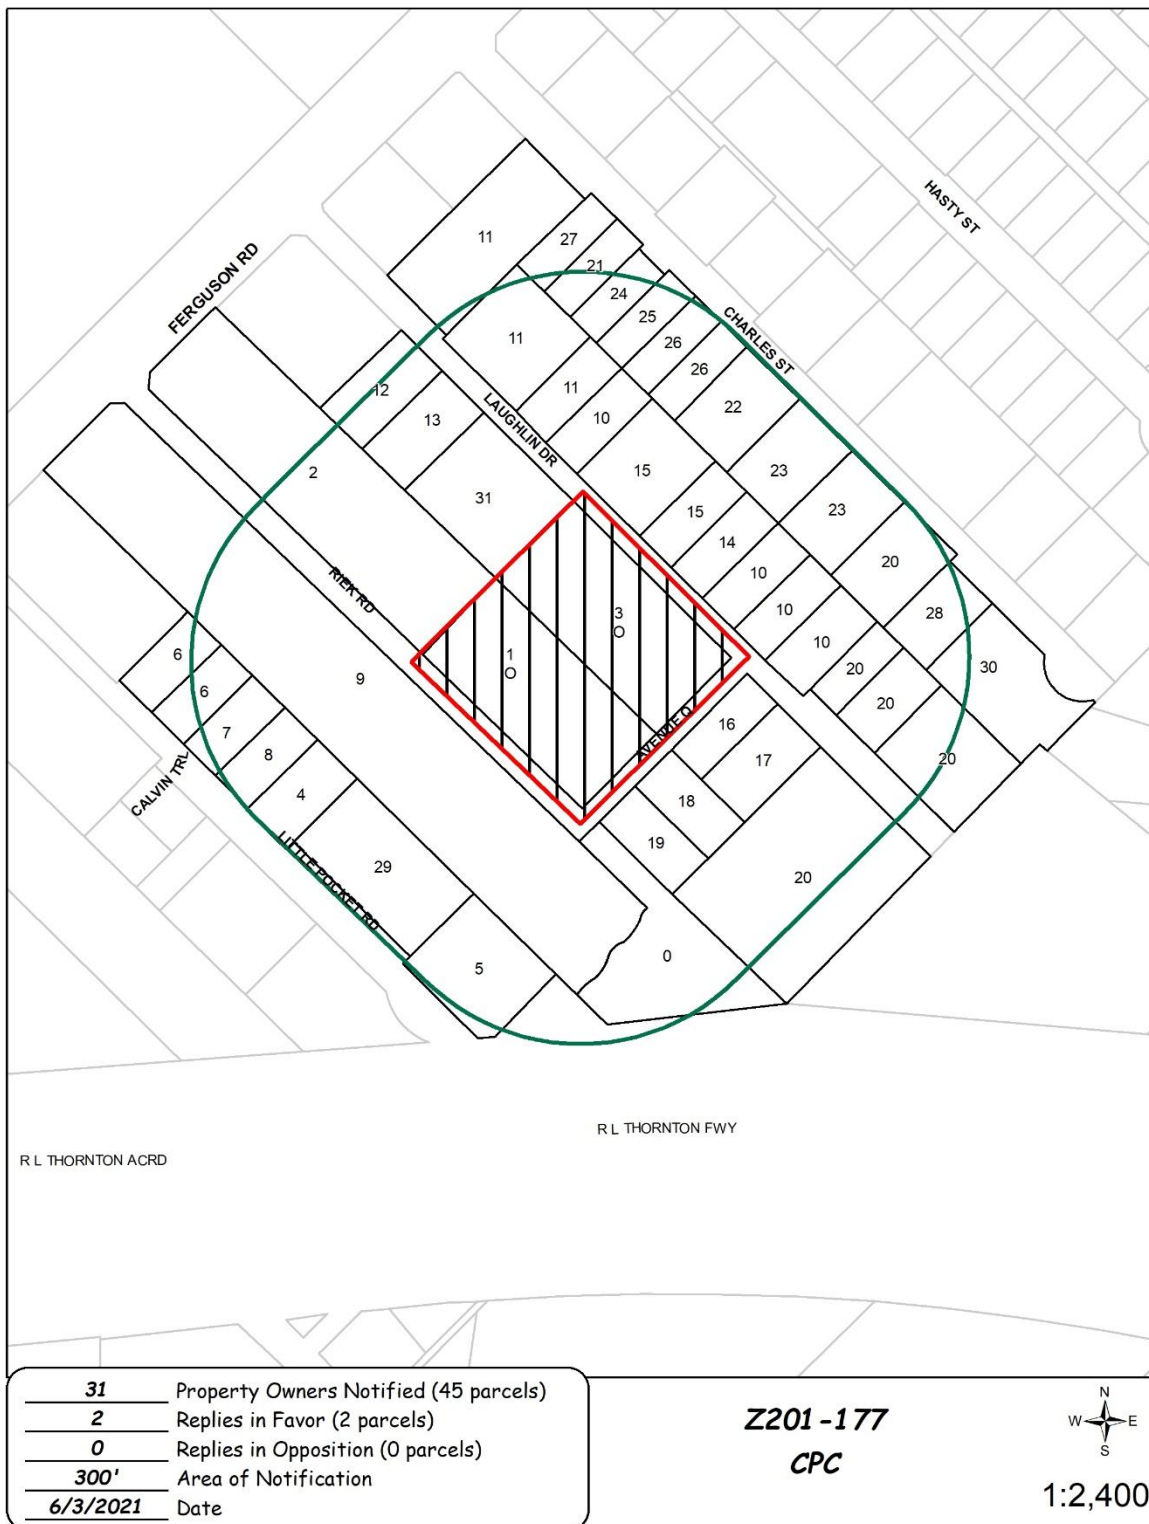 HASTY ST
11
27
FERGUSON RD
21
24
25
CHARLES ST
26
11
26
11
12
22
10
13
LAUGHLIN DR
15
23
2
31
23
15
14
20
10
RIEK RD
10
3
O
28
10
1
O
6
20
30
9
6
20
16
AVENUE Q
7
8
17
20
CALVIN TRL
4
18
19
29
20
LITTLE POCKET RD
0
5
R L THORNTON FWY
R L THORNTON ACRD
31 Property Owners Notified (45 parcels)
2 Replies in Favor (2 parcels)
0 Replies in Opposition (0 parcels)
300' Area of Notification
6/3/2021 Date
Z201-177
CPC
N
W E
S
1:2,400